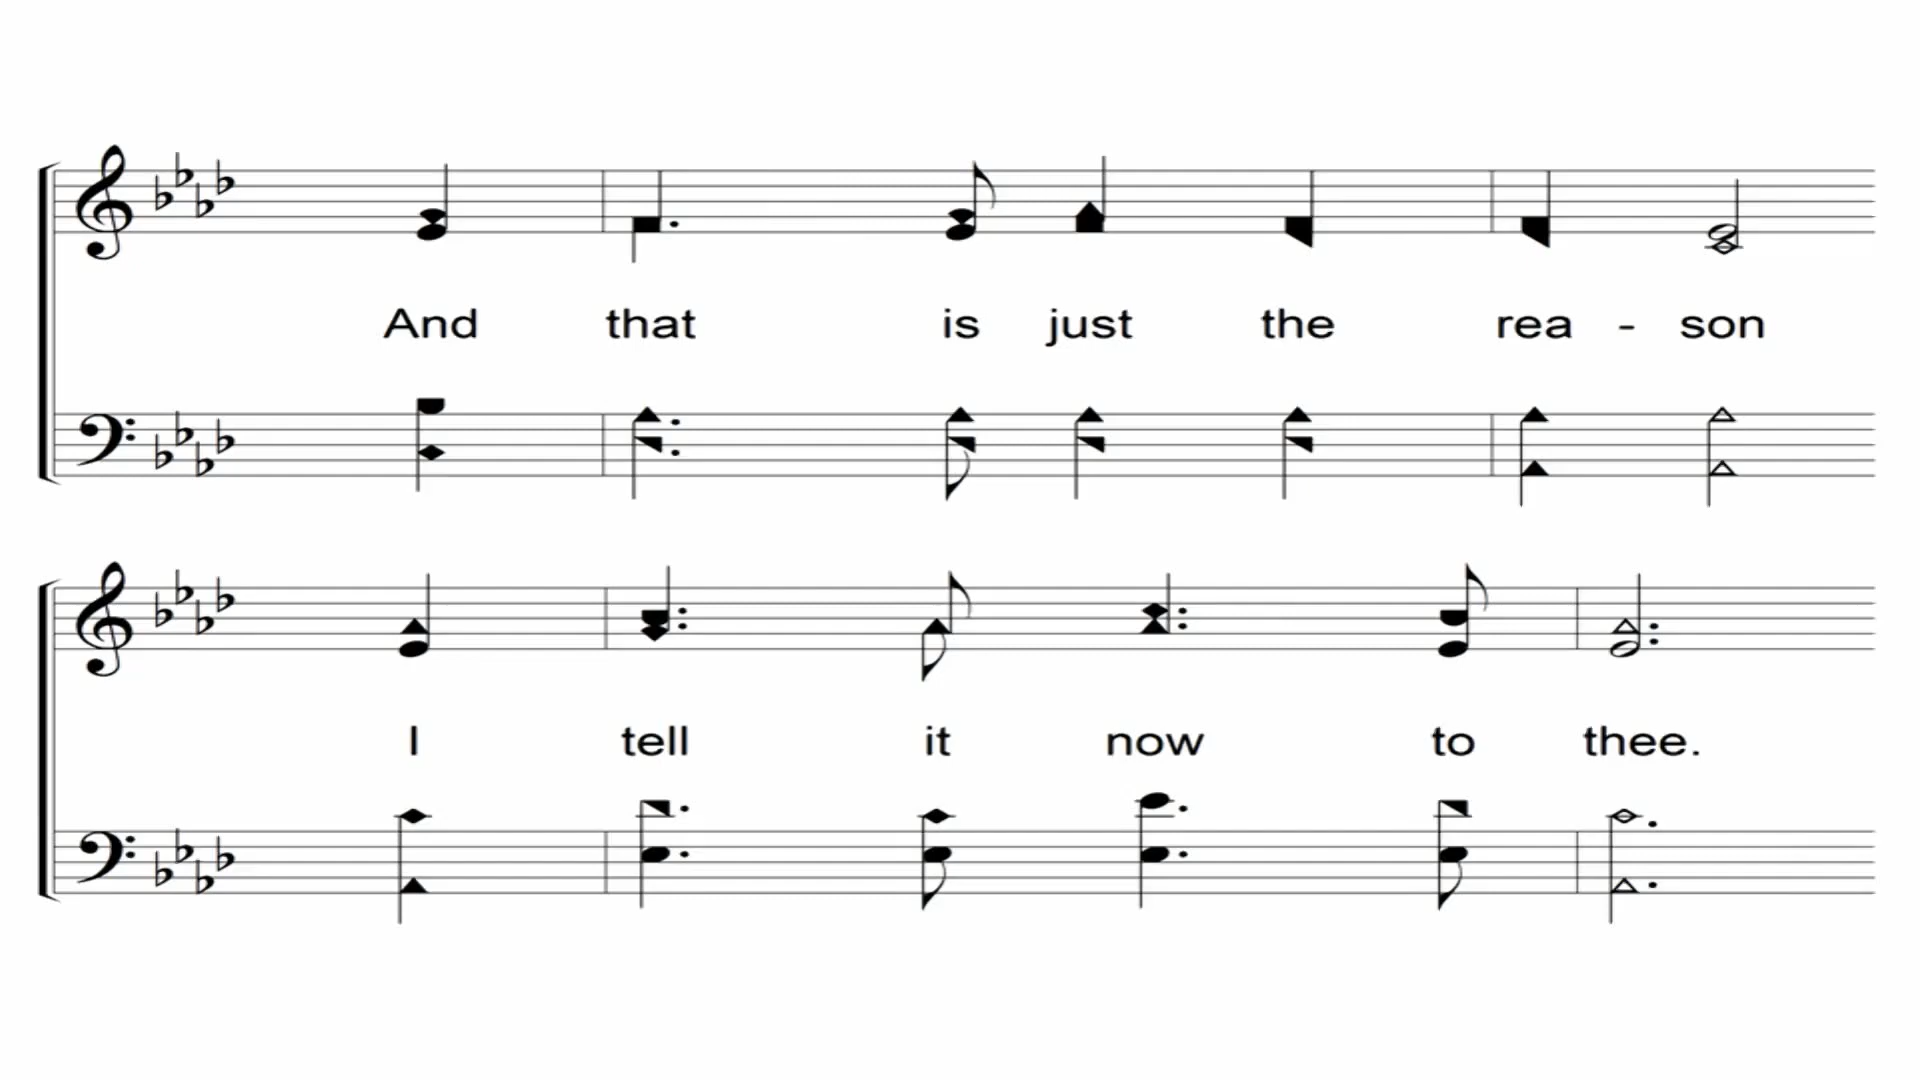 And that is just the rea - son
I tell it now to thee.